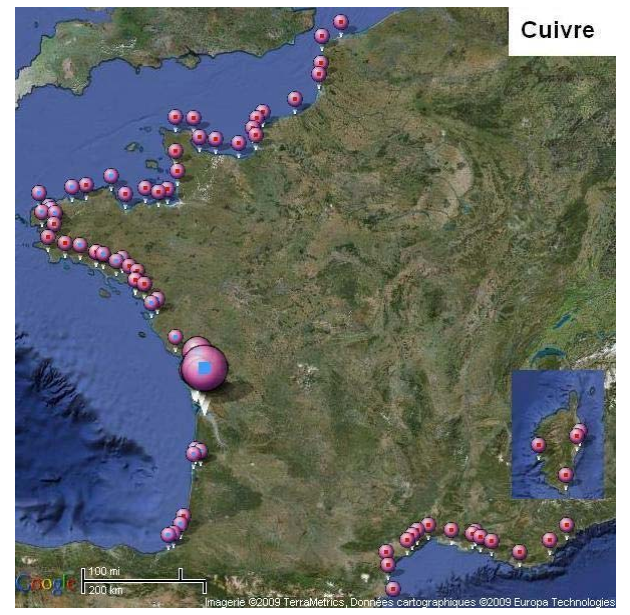 Cuivre
100 mi
200 km
Google
Imagerie ©2009 TerraMetrics, Données cartographiques ©2009 Europa Technologies